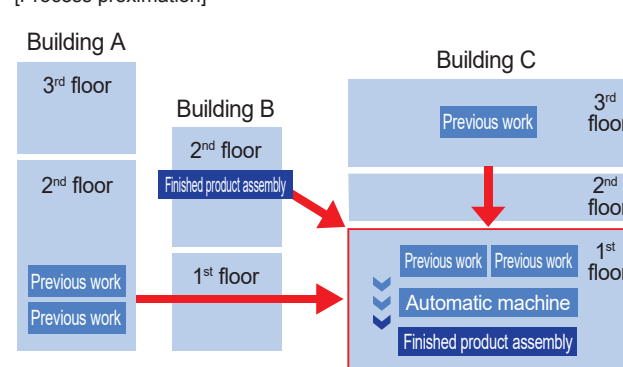 [Process proximation]
Building A
3rd floor
2nd floor
Previous work
Previous work
Building B
2nd floor
Finished product assembly
1st floor
Building C
3rd
floor
Previous work
2nd
floor
1st
floor
Previous work Previous work
Automatic machine
Finished product assembly